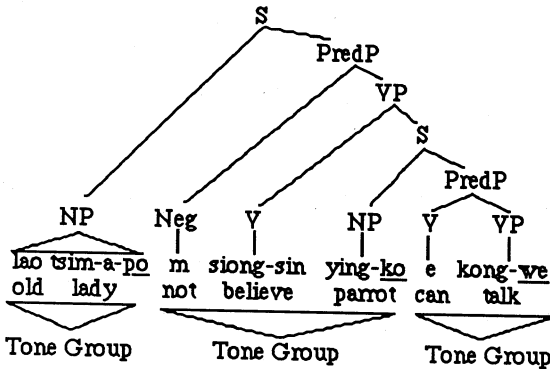 S
PredP
VP
S
PredP
NP Neg V NP V VP
lao tsim-a-po m siong-sin ying-ko e kong-we
old lady not believe parrot can talk
Tone Group Tone Group Tone Group